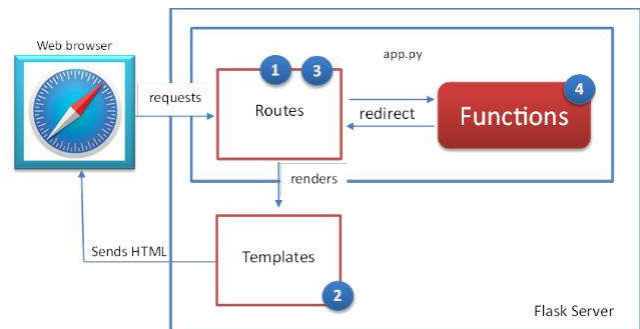 Web browser
app.py
1
3
4
requests
Routes
redirect
Functions
renders
Sends HTML
Templates
2
Flask Server